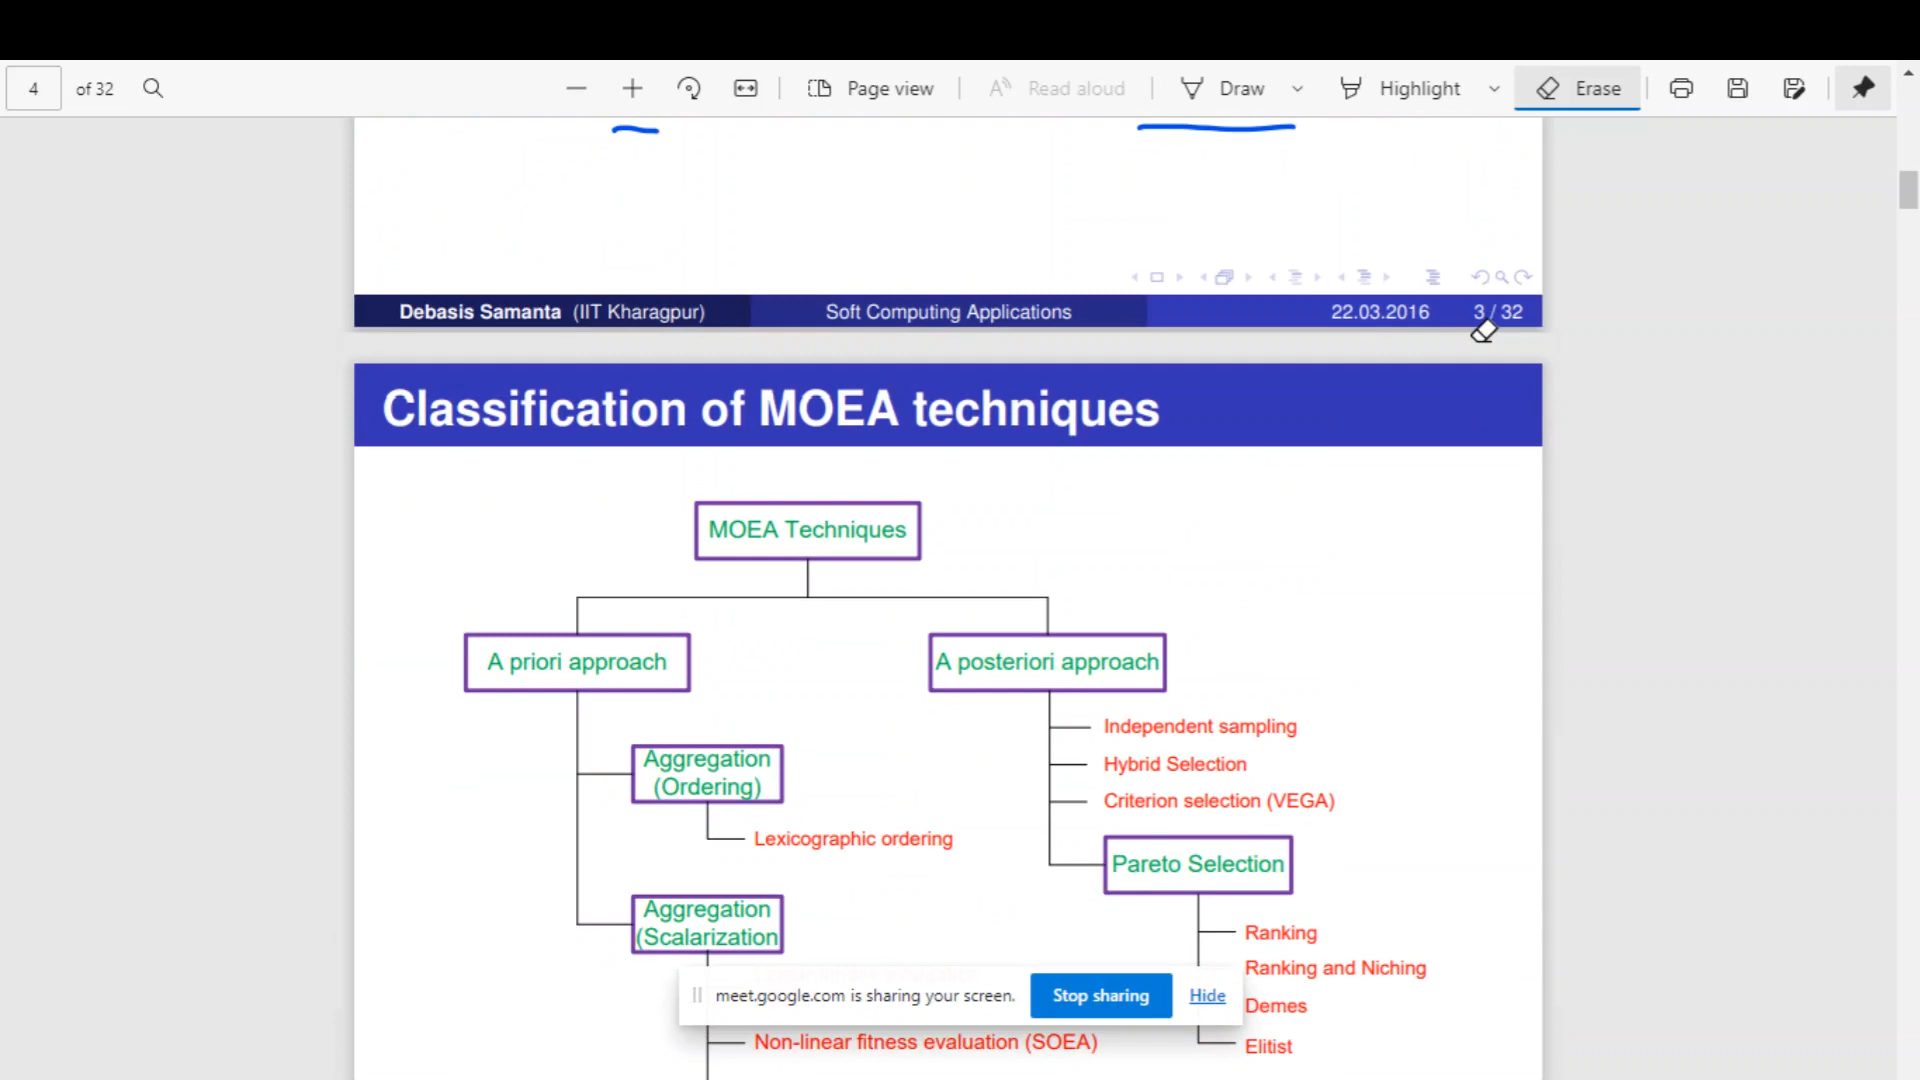 4 of 32 Page view Read aloud Draw Highlight Erase
Debasis Samanta (IIT Kharagpur) Soft Computing Applications 22.03.2016 3 / 32
Classification of MOEA techniques
MOEA Techniques
A priori approach
A posteriori approach
Independent sampling
Hybrid Selection
Criterion selection (VEGA)
Aggregation
(Ordering)
Lexicographic ordering
Pareto Selection
Aggregation
(Scalarization
Ranking
Ranking and Niching
Demes
Elitist
meet.google.com is sharing your screen. Stop sharing Hide
Non-linear fitness evaluation (SOEA)